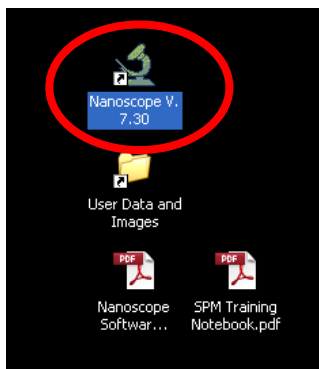 Nanoscope V.
7.30
User Data and
Images
PDF
PDF
Nanoscope
Softwar...
SPM Training
Notebook.pdf